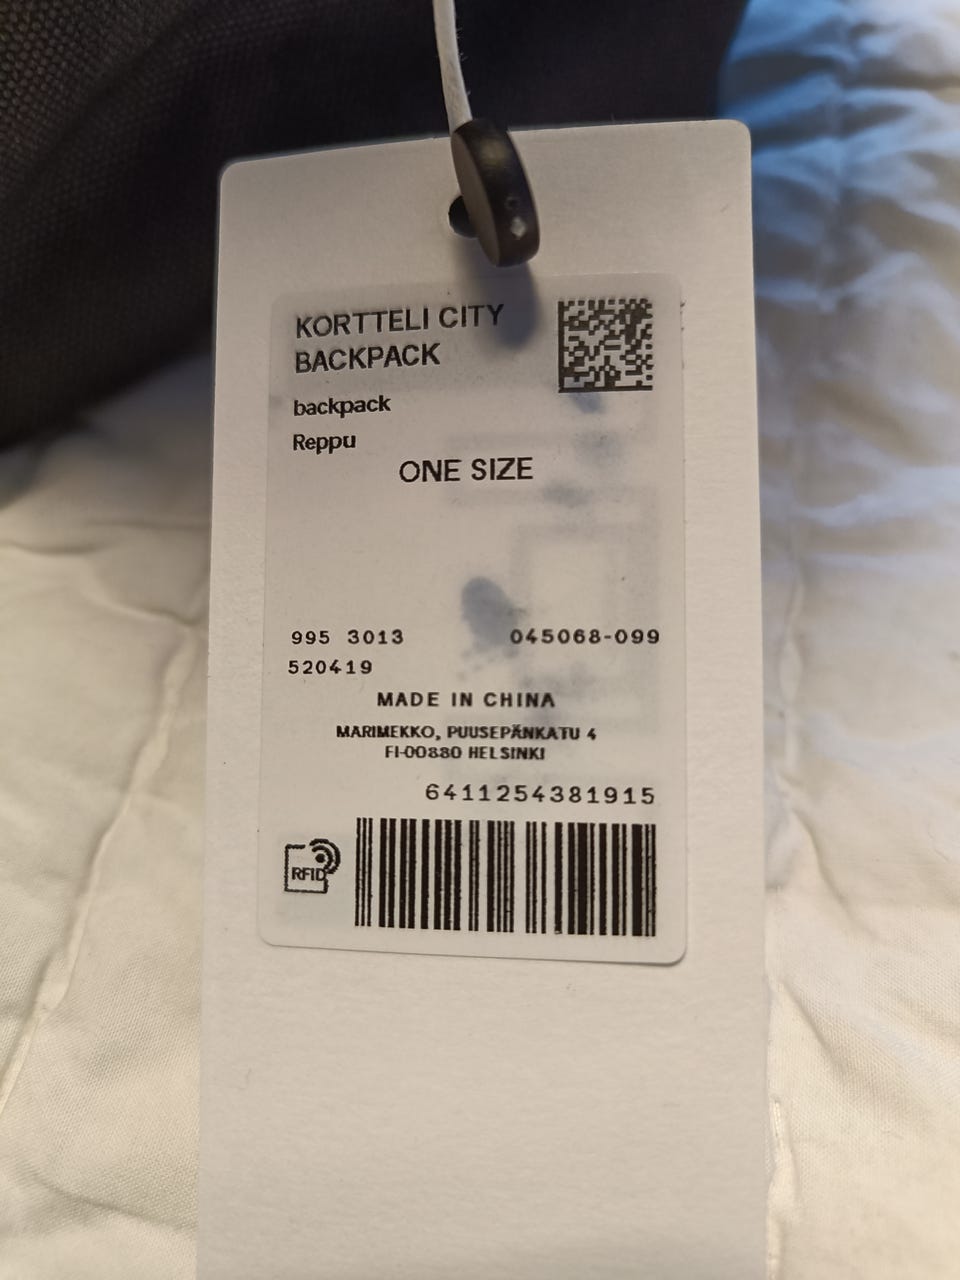 KORTTELI CITY
BACKPACK
backpack
Reppu
ONE SIZE
995 3013 045068-099
520419
MADE IN CHINA
MARIMEKKO, PUUSEPÄNKATU 4
FI-00880 HELSINKI
6411254381915
RFID